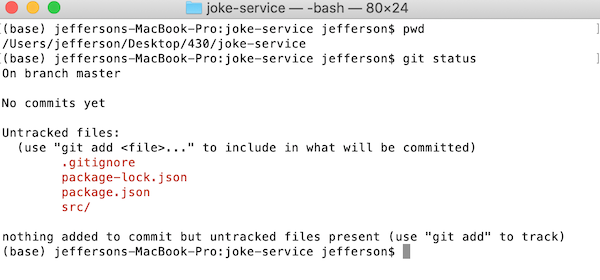 joke-service — -bash — 80×24
[(base) jeffersons-MacBook-Pro:joke-service jefferson$ pwd ]
/Users/jefferson/Desktop/430/joke-service
[(base) jeffersons-MacBook-Pro:joke-service jefferson$ git status ]
On branch master
No commits yet
Untracked files:
(use "git add <file>..." to include in what will be committed)
.gitignore
package-lock.json
package.json
src/
nothing added to commit but untracked files present (use "git add" to track)
(base) jeffersons-MacBook-Pro:joke-service jefferson$